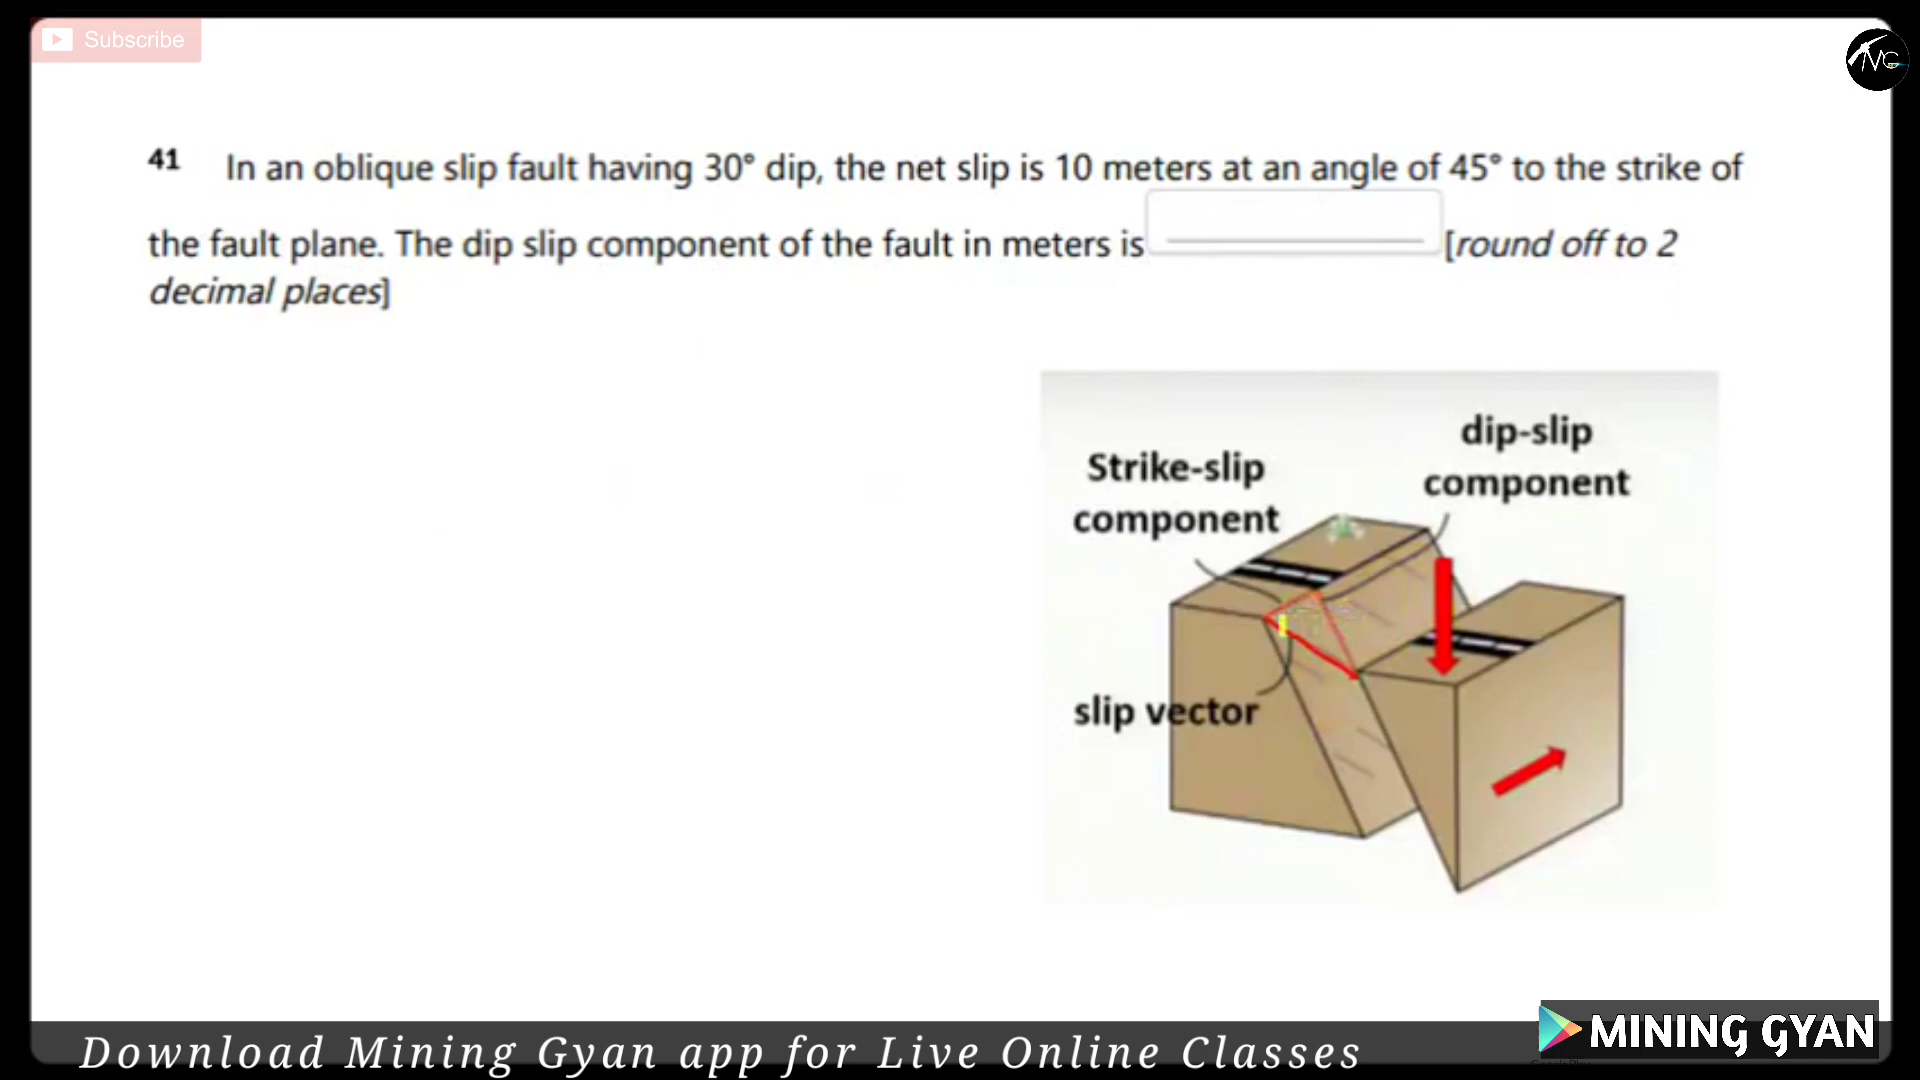 Subscribe
MG
41 In an oblique slip fault having 30° dip, the net slip is 10 meters at an angle of 45° to the strike of
the fault plane. The dip slip component of the fault in meters is __________ [round off to 2
decimal places]
dip-slip
component
Strike-slip
component
slip vector
MINING GYAN
Download Mining Gyan app for Live Online Classes